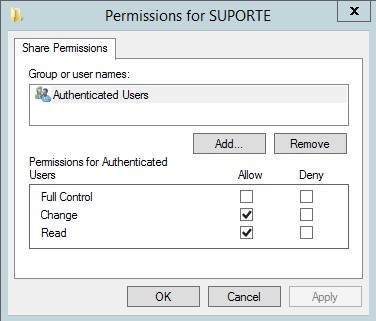 Permissions for SUPORTE
X
Share Permissions
Group or user names:
Authenticated Users
Add... Remove
Permissions for Authenticated
Users Allow Deny
Full Control
Change
Read
OK Cancel Apply